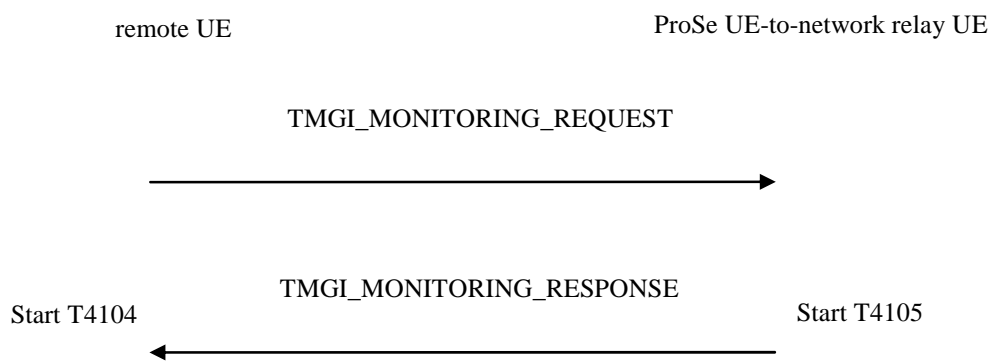 remote UE
ProSe UE-to-network relay UE
TMGI_MONITORING_REQUEST
TMGI_MONITORING_RESPONSE
Start T4104
Start T4105